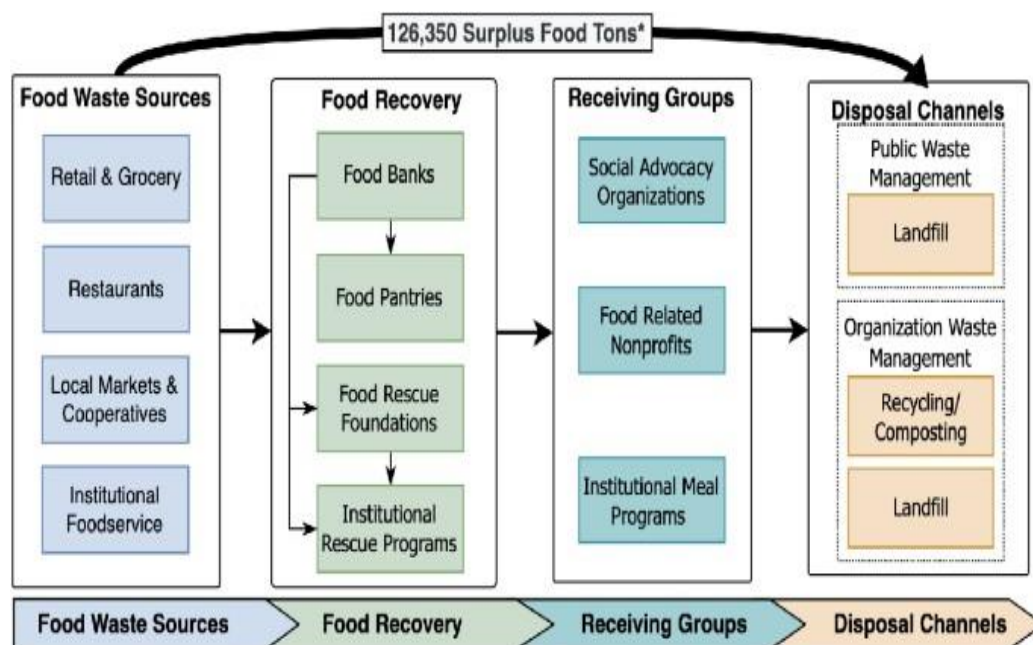 126,350 Surplus Food Tons*
Food Waste Sources
Retail & Grocery
Restaurants
Local Markets &
Cooperatives
Institutional
Foodservice
Food Recovery
Food Banks
Food Pantries
Food Rescue
Foundations
Institutional
Rescue Programs
Receiving Groups
Social Advocacy
Organizations
Food Related
Nonprofits
Institutional Meal
Programs
Disposal Channels
Public Waste
Management
Landfill
Organization Waste
Management
Recycling/
Composting
Landfill
Food Waste Sources
Food Recovery
Receiving Groups
Disposal Channels